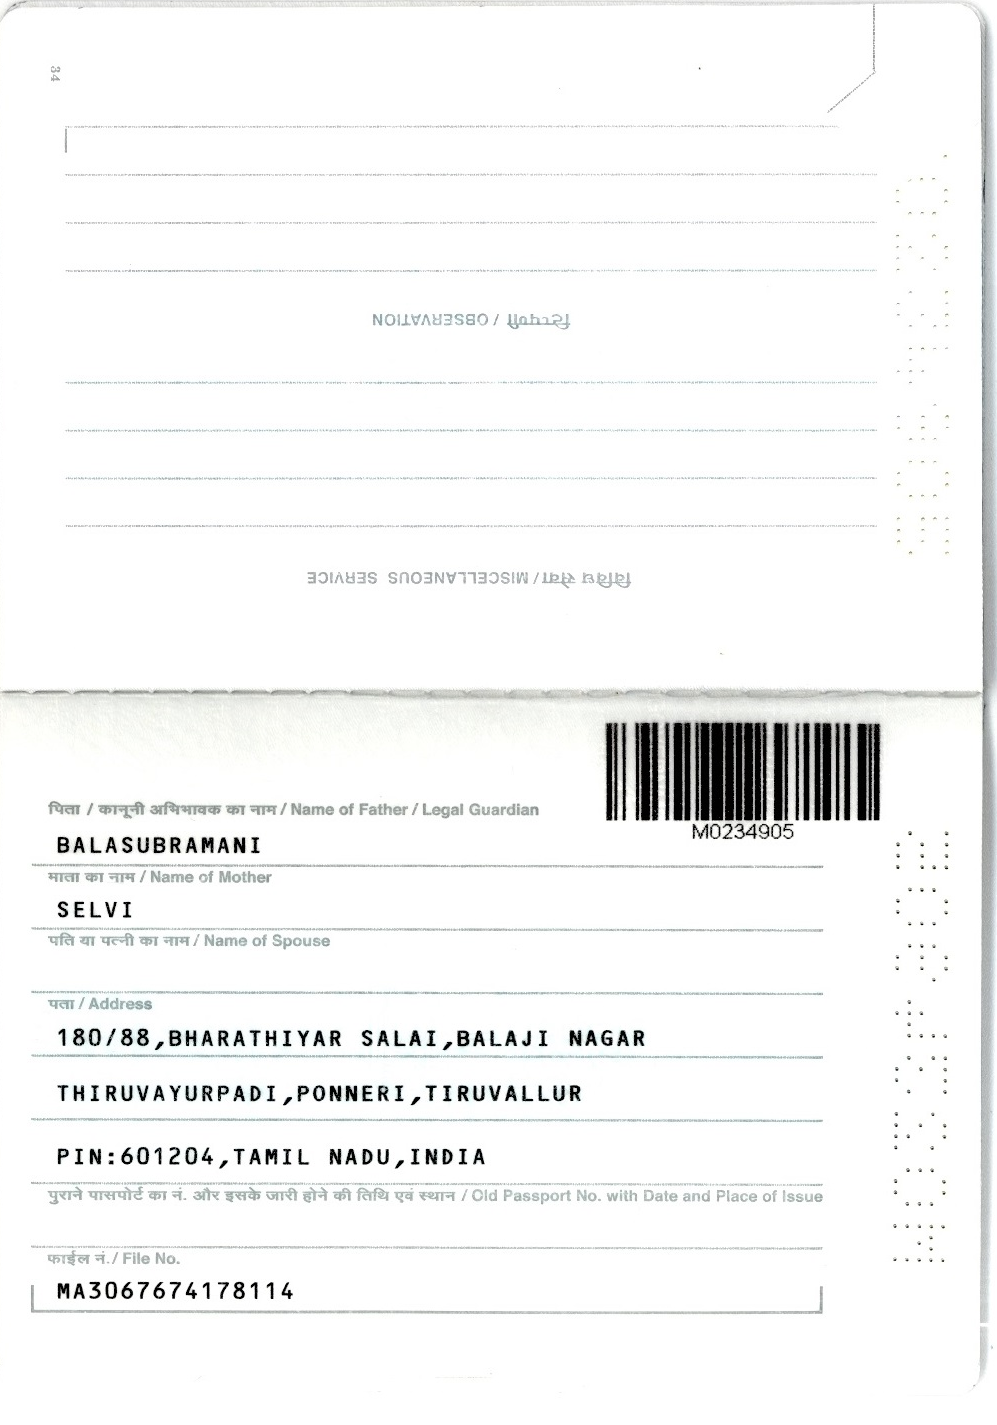 34
टिप्पणी / OBSERVATION
विविध सेवा / MISCELLANEOUS SERVICE
M0234905
पिता / कानूनी अभिभावक का नाम / Name of Father / Legal Guardian
BALASUBRAMANI
माता का नाम / Name of Mother
SELVI
पति या पत्नी का नाम / Name of Spouse
पता / Address
180/88,BHARATHIYAR SALAI,BALAJI NAGAR
THIRUVAYURPADI,PONNERI,TIRUVALLUR
PIN:601204,TAMIL NADU,INDIA
पुराने पासपोर्ट का नं. और इसके जारी होने की तिथि एवं स्थान / Old Passport No. with Date and Place of Issue
फाईल नं./ File No.
MA3067674178114
M0234905